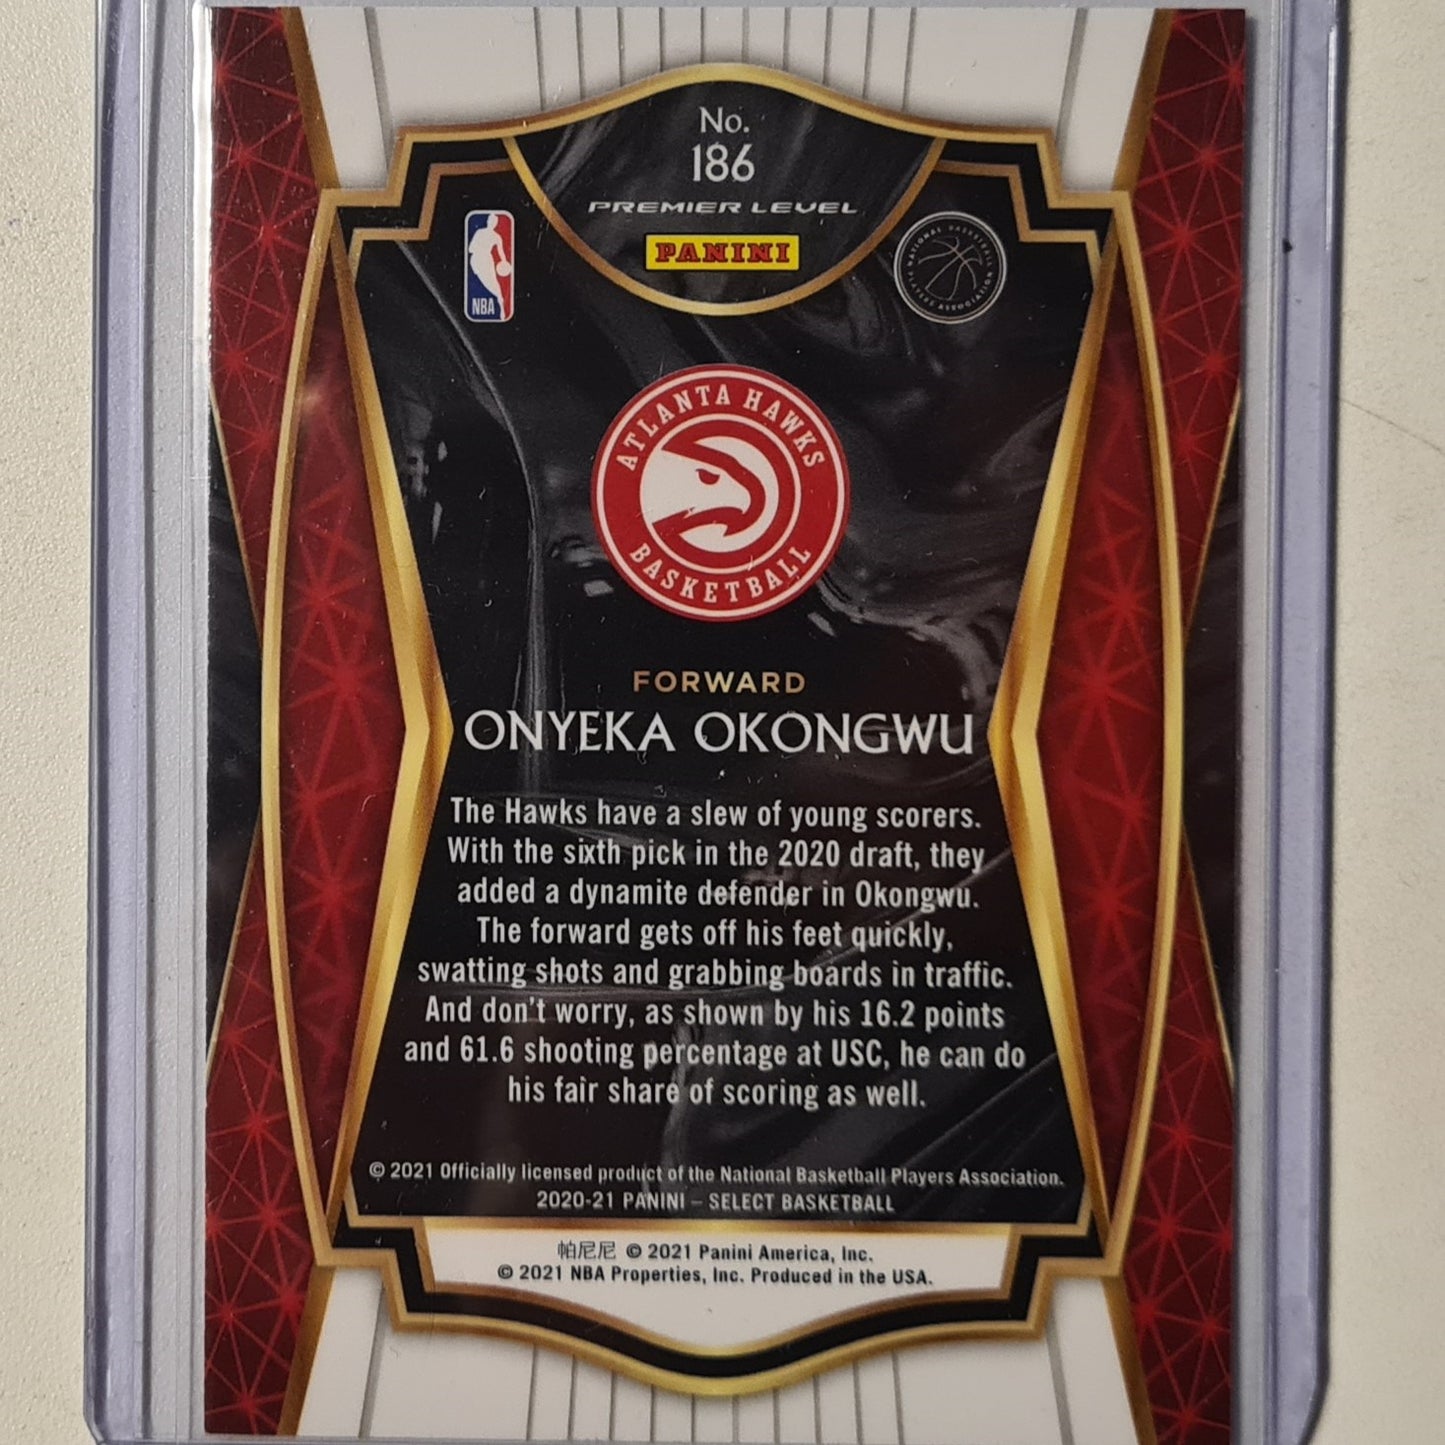 No.
186
PREMIER LEVEL
PANINI
NBA
NATIONAL BASKETBALL
PLAYERS ASSOCIATION
ATLANTA HAWKS
BASKETBALL
FORWARD
ONYEKA OKONGWU
The Hawks have a slew of young scorers.
With the sixth pick in the 2020 draft, they
added a dynamite defender in Okongwu.
The forward gets off his feet quickly,
swatting shots and grabbing boards in traffic.
And don't worry, as shown by his 16.2 points
and 61.6 shooting percentage at USC, he can do
his fair share of scoring as well.
© 2021 Officially licensed product of the National Basketball Players Association.
2020-21 PANINI – SELECT BASKETBALL
帕尼尼 © 2021 Panini America, Inc.
© 2021 NBA Properties, Inc. Produced in the USA.